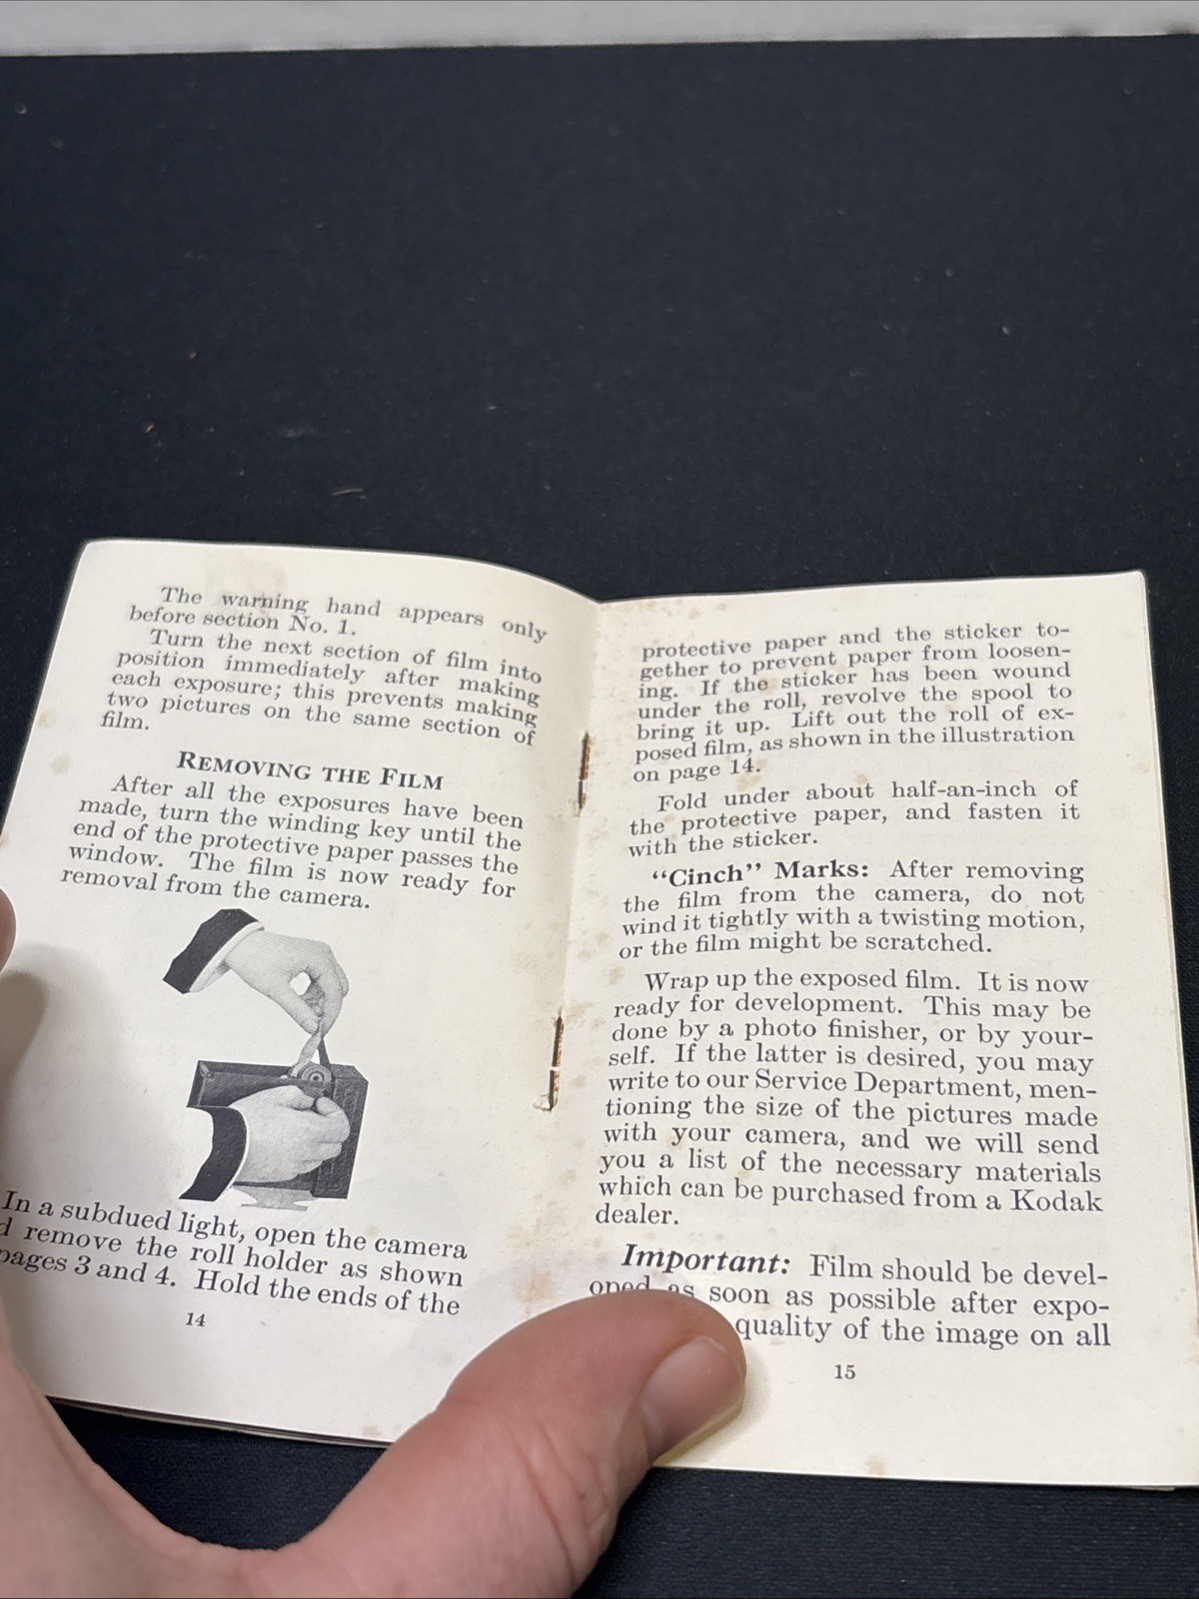 The warning hand appears only
before section No. 1.
Turn the next section of film into
position immediately after making
each exposure; this prevents making
two pictures on the same section of
film.
REMOVING THE FILM
After all the exposures have been
made, turn the winding key until the
end of the protective paper passes the
window. The film is now ready for
removal from the camera.
In a subdued light, open the camera
remove the roll holder as shown
pages 3 and 4. Hold the ends of the
14
protective paper and the sticker to-
gether to prevent paper from loosen-
ing. If the sticker has been wound
under the roll, revolve the spool to
bring it up. Lift out the roll of ex-
posed film, as shown in the illustration
on page 14.
Fold under about half-an-inch of
the protective paper, and fasten it
with the sticker.
“Cinch” Marks: After removing
the film from the camera, do not
wind it tightly with a twisting motion,
or the film might be scratched.
Wrap up the exposed film. It is now
ready for development. This may be
done by a photo finisher, or by your-
self. If the latter is desired, you may
write to our Service Department, men-
tioning the size of the pictures made
with your camera, and we will send
you a list of the necessary materials
which can be purchased from a Kodak
dealer.
Important: Film should be devel-
oped as soon as possible after expo-
quality of the image on all
15